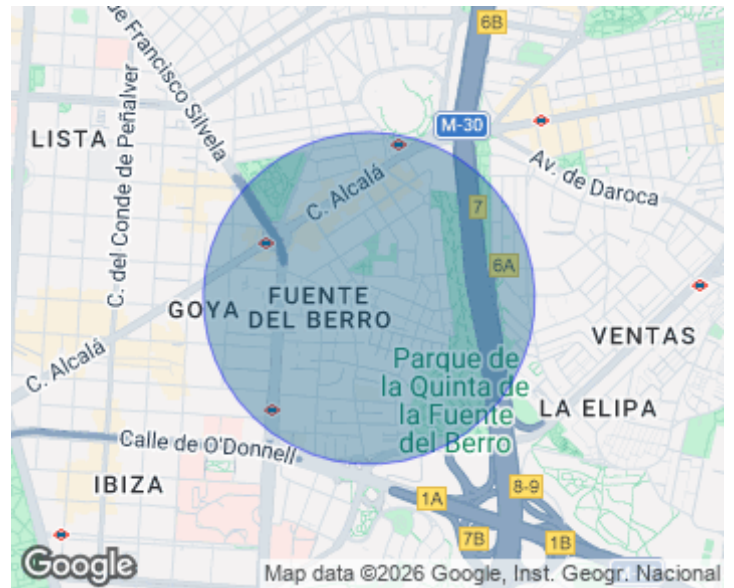 6B
de Francisco Silvela
C. del Conde de Peñalver
LISTA
M-30
Av. de Daroca
C. Alcalá
7
6A
GOYA
FUENTE
DEL BERRO
VENTAS
C. Alcalá
Parque de
la Quinta de
la Fuente
del Berro
LA ELIPA
Calle de O'Donnell
IBIZA
1A
8-9
7B
1B
Google
Map data ©2026 Google, Inst. Geogr. Nacional